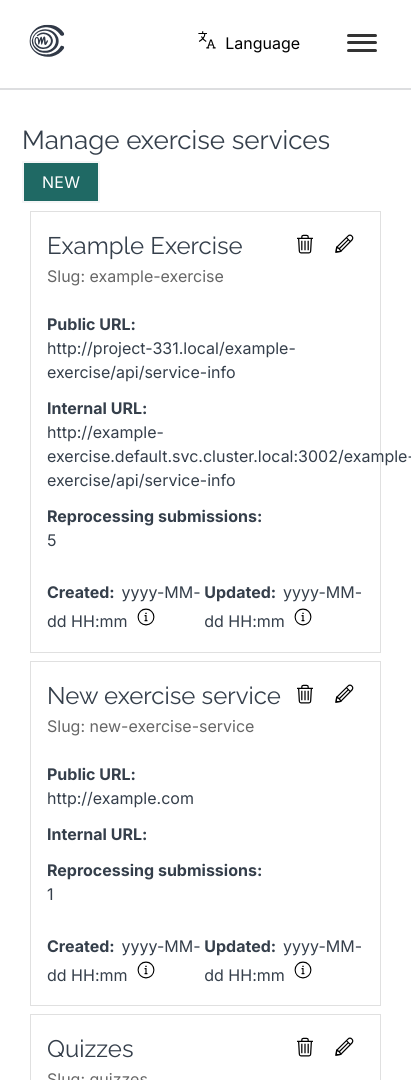 Language
Manage exercise services
NEW
Example Exercise
Slug: example-exercise
Public URL:
http://project-331.local/example-
exercise/api/service-info
Internal URL:
http://example-
exercise.default.svc.cluster.local:3002/example-
exercise/api/service-info
Reprocessing submissions:
5
Created: yyyy-MM- Updated: yyyy-MM-
dd HH:mm dd HH:mm
New exercise service
Slug: new-exercise-service
Public URL:
http://example.com
Internal URL:
Reprocessing submissions:
1
Created: yyyy-MM- Updated: yyyy-MM-
dd HH:mm dd HH:mm
Quizzes
Slug: quizzes